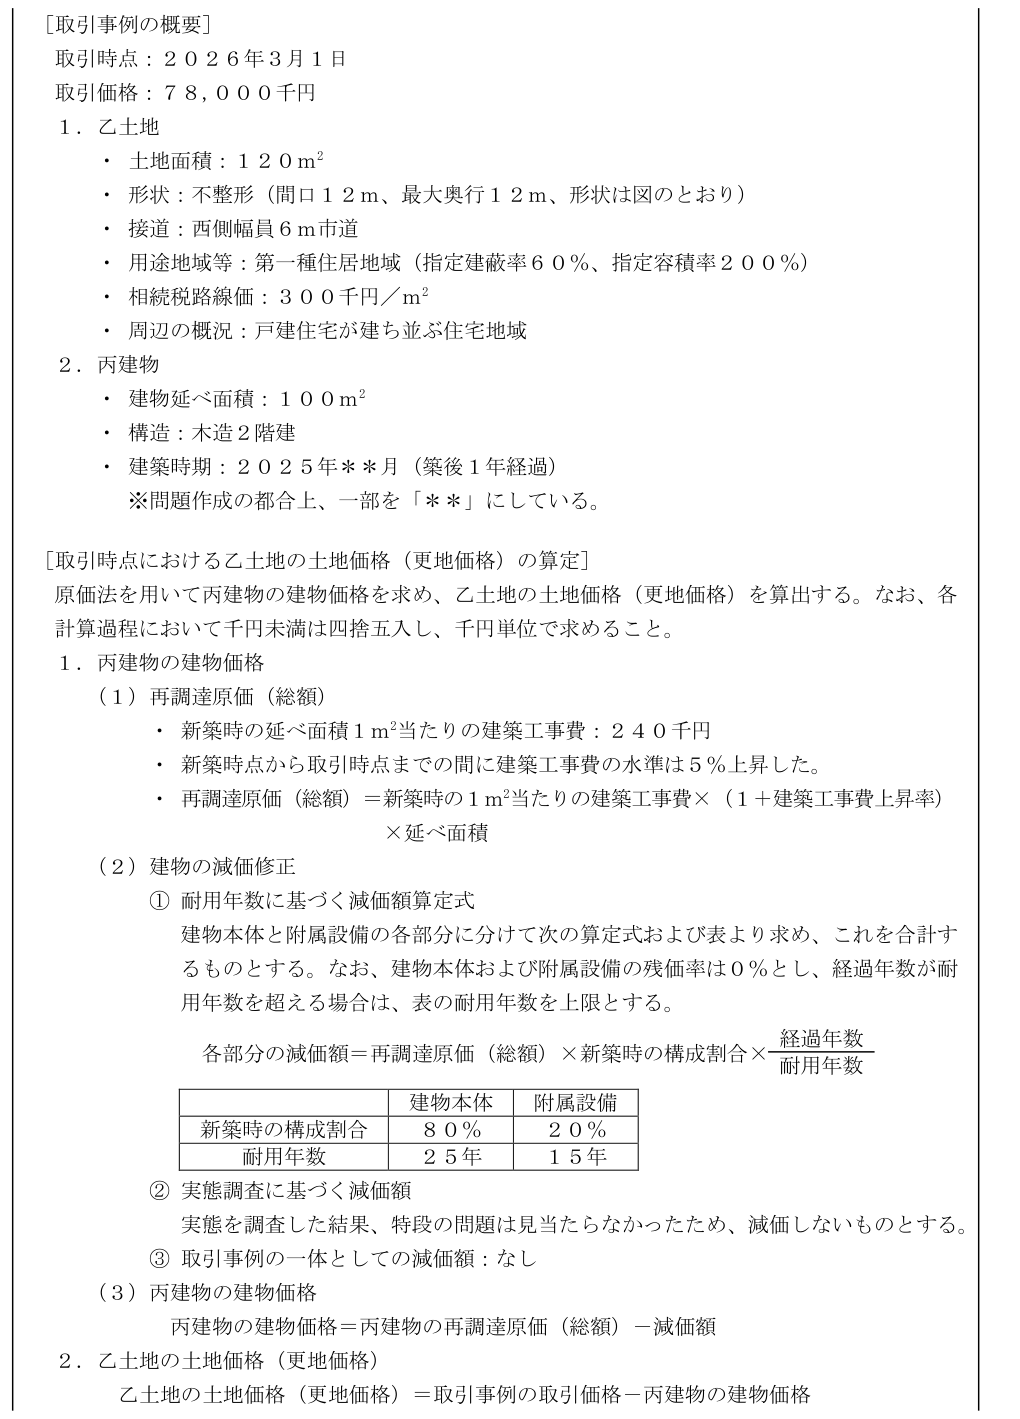 ［取引事例の概要］
取引時点：２０２６年３月１日
取引価格：７８,０００千円
１．乙土地
・ 土地面積：１２０ｍ²
・ 形状：不整形（間口１２ｍ、最大奥行１２ｍ、形状は図のとおり）
・ 接道：西側幅員６ｍ市道
・ 用途地域等：第一種住居地域（指定建蔽率６０％、指定容積率２００％）
・ 相続税路線価：３００千円／ｍ²
・ 周辺の概況：戸建住宅が建ち並ぶ住宅地域
２．丙建物
・ 建物延べ面積：１００ｍ²
・ 構造：木造２階建
・ 建築時期：２０２５年＊＊月（築後１年経過）
※問題作成の都合上、一部を「＊＊」にしている。
［取引時点における乙土地の土地価格（更地価格）の算定］
原価法を用いて丙建物の建物価格を求め、乙土地の土地価格（更地価格）を算出する。なお、各
計算過程において千円未満は四捨五入し、千円単位で求めること。
１．丙建物の建物価格
（１）再調達原価（総額）
・ 新築時の延べ面積１ｍ²当たりの建築工事費：２４０千円
・ 新築時点から取引時点までの間に建築工事費の水準は５％上昇した。
・ 再調達原価（総額）＝新築時の１ｍ²当たりの建築工事費×（１＋建築工事費上昇率）
×延べ面積
（２）建物の減価修正
① 耐用年数に基づく減価額算定式
建物本体と附属設備の各部分に分けて次の算定式および表より求め、これを合計す
るものとする。なお、建物本体および附属設備の残価率は０％とし、経過年数が耐
用年数を超える場合は、表の耐用年数を上限とする。
各部分の減価額＝再調達原価（総額）×新築時の構成割合×経過年数
耐用年数
建物本体 附属設備
新築時の構成割合 ８０％ ２０％
耐用年数 ２５年 １５年
② 実態調査に基づく減価額
実態を調査した結果、特段の問題は見当たらなかったため、減価しないものとする。
③ 取引事例の一体としての減価額：なし
（３）丙建物の建物価格
丙建物の建物価格＝丙建物の再調達原価（総額）－減価額
２．乙土地の土地価格（更地価格）
乙土地の土地価格（更地価格）＝取引事例の取引価格－丙建物の建物価格